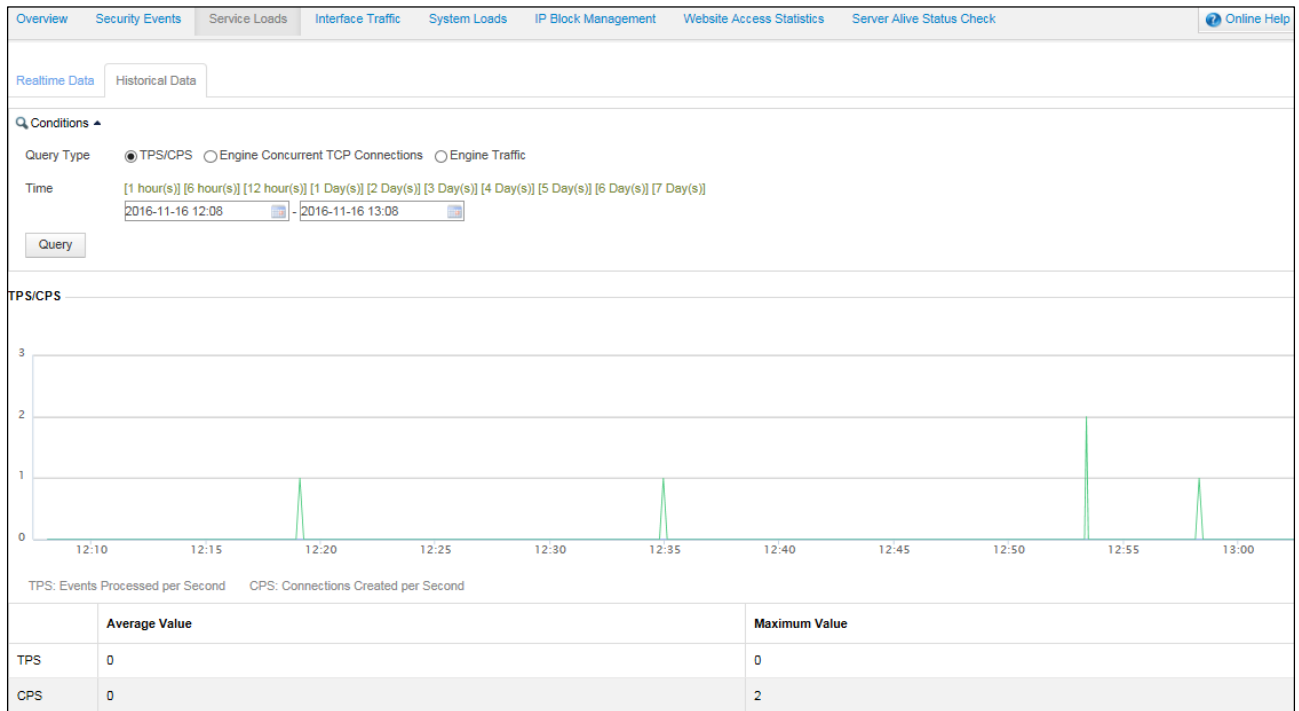 Overview Security Events Service Loads Interface Traffic System Loads IP Block Management Website Access Statistics Server Alive Status Check Online Help
Realtime Data Historical Data
Conditions
Query Type TPS/CPS Engine Concurrent TCP Connections Engine Traffic
Time [1 hour(s)] [6 hour(s)] [12 hour(s)] [1 Day(s)] [2 Day(s)] [3 Day(s)] [4 Day(s)] [5 Day(s)] [6 Day(s)] [7 Day(s)]
2016-11-16 12:08 - 2016-11-16 13:08
Query
TPS/CPS
3
2
1
0
12:10 12:15 12:20 12:25 12:30 12:35 12:40 12:45 12:50 12:55 13:00
TPS: Events Processed per Second CPS: Connections Created per Second
Average Value Maximum Value
TPS 0 0
CPS 0 2